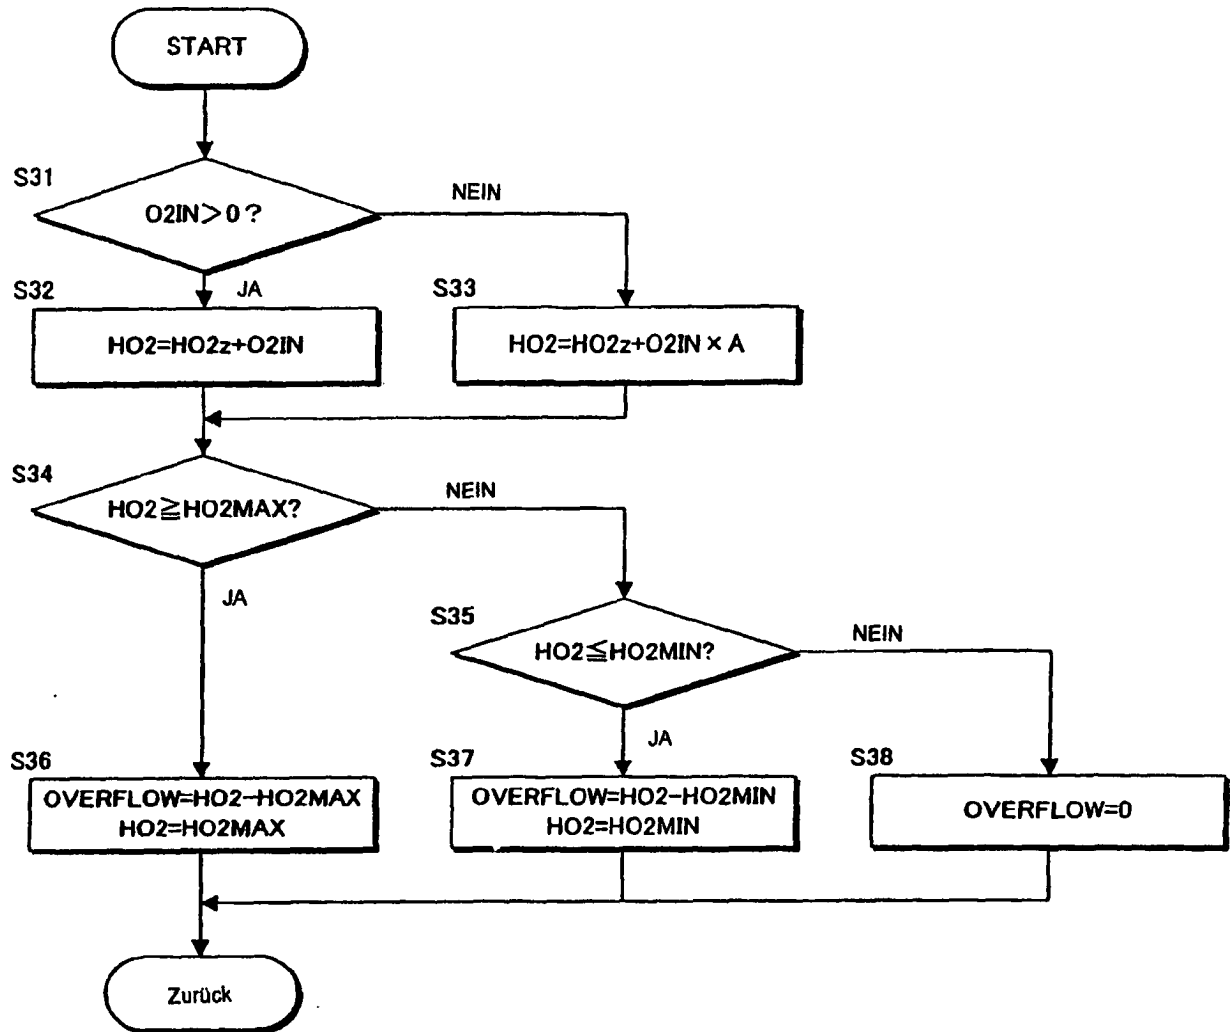 START
S31
O2IN>0?
NEIN
JA
S32
HO2=HO2z+O2IN
S33
HO2=HO2z+O2IN×A
S34
HO2≧HO2MAX?
NEIN
JA
S35
HO2≦HO2MIN?
NEIN
JA
S36
OVERFLOW=HO2-HO2MAX
HO2=HO2MAX
S37
OVERFLOW=HO2-HO2MIN
HO2=HO2MIN
S38
OVERFLOW=0
Zurück